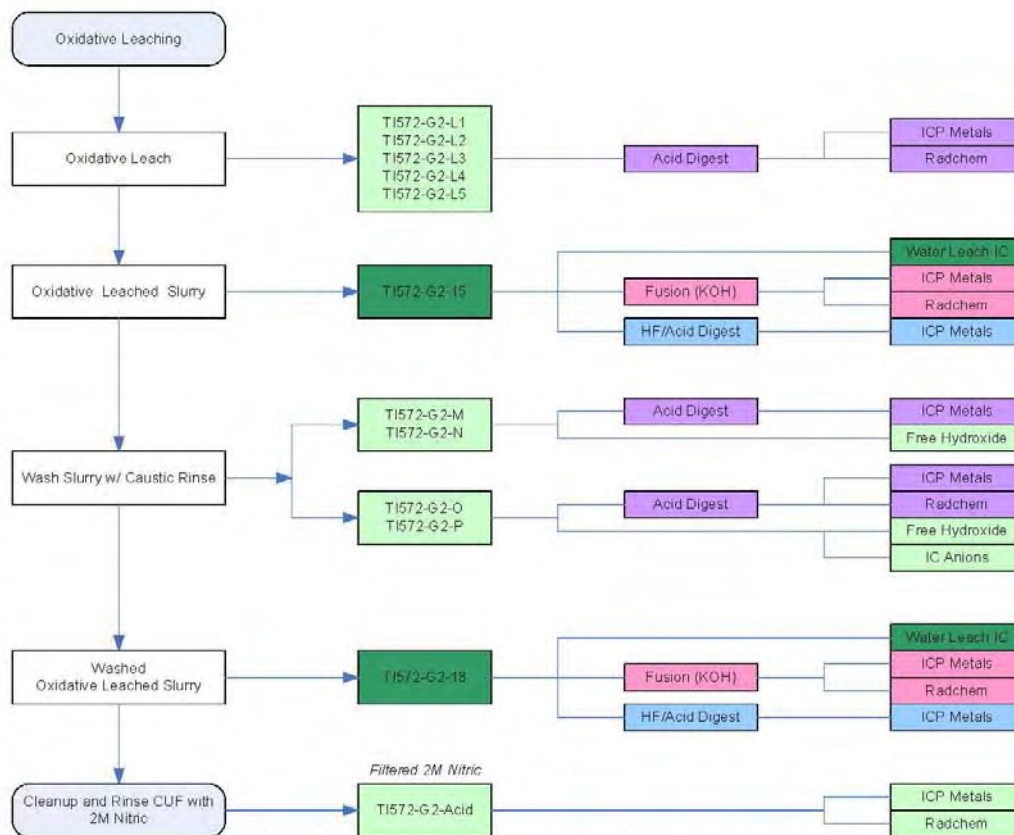 Oxidative Leaching
Oxidative Leach
TI572-G2-L1
TI572-G2-L2
TI572-G2-L3
TI572-G2-L4
TI572-G2-L5
Acid Digest
ICP Metals
Radchem
Oxidative Leached Slurry
TI572-G2-15
Water Leach IC
Fusion (KOH)
ICP Metals
Radchem
HF/Acid Digest
ICP Metals
Wash Slurry w/ Caustic Rinse
TI572-G2-M
TI572-G2-N
Acid Digest
ICP Metals
Free Hydroxide
TI572-G2-O
TI572-G2-P
Acid Digest
ICP Metals
Radchem
Free Hydroxide
IC Anions
Washed
Oxidative Leached Slurry
TI572-G2-18
Water Leach IC
Fusion (KOH)
ICP Metals
Radchem
HF/Acid Digest
ICP Metals
Cleanup and Rinse CUF with
2M Nitric
Filtered 2M Nitric
TI572-G2-Acid
ICP Metals
Radchem